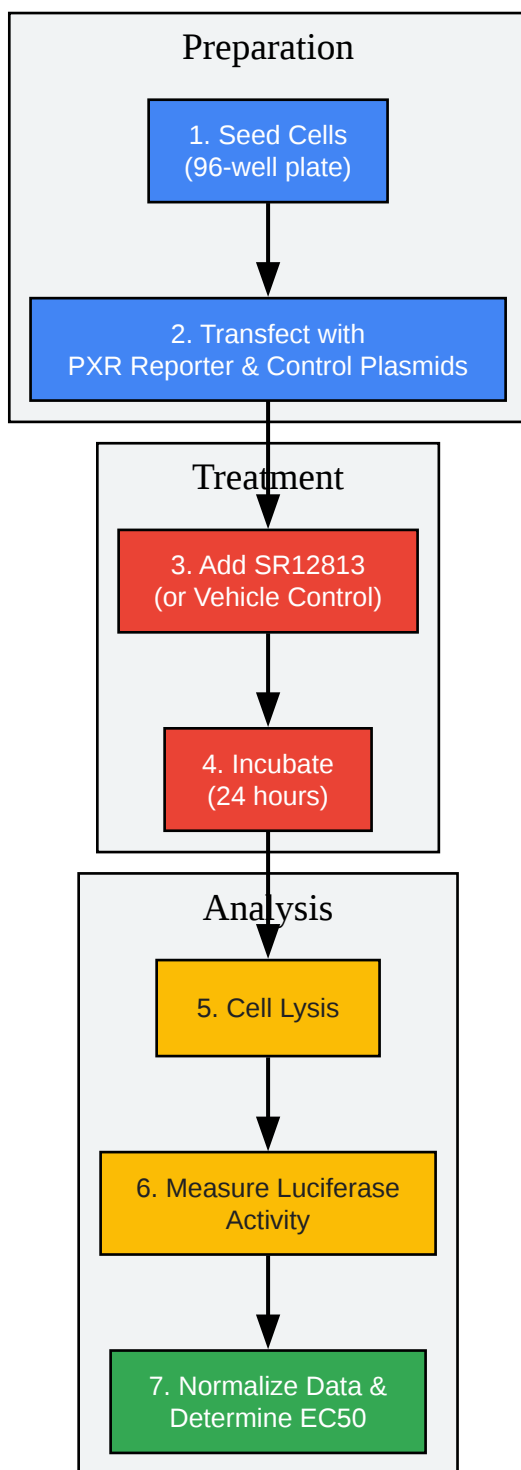 Preparation
1. Seed Cells
(96-well plate)
2. Transfect with
PXR Reporter & Control Plasmids
Treatment
3. Add SR12813
(or Vehicle Control)
4. Incubate
(24 hours)
Analysis
5. Cell Lysis
6. Measure Luciferase
Activity
7. Normalize Data &
Determine EC50